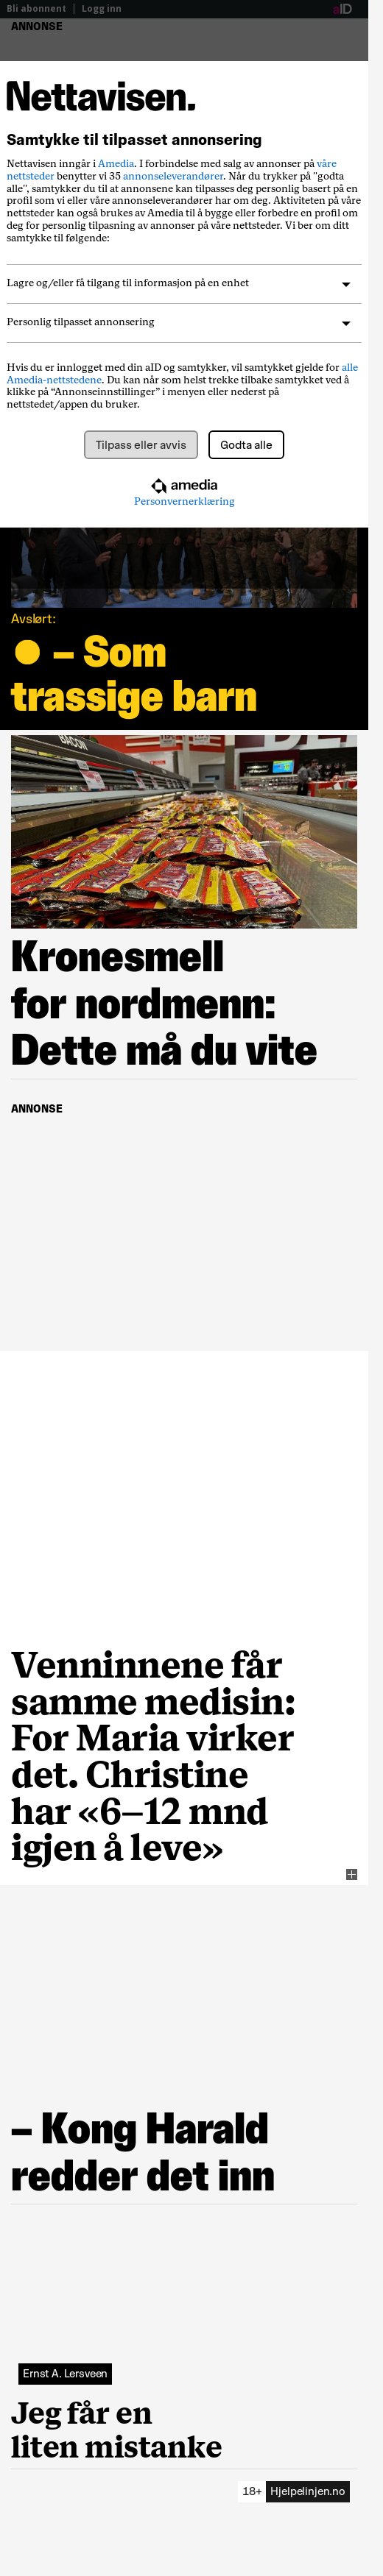 Bli abonnent | Logg inn
aID
ANNONSE
Nettavisen.
Samtykke til tilpasset annonsering
Nettavisen inngår i Amedia. I forbindelse med salg av annonser på våre
nettsteder benytter vi 35 annonseleverandører. Når du trykker på "godta
alle", samtykker du til at annonsene kan tilpasses deg personlig basert på en
profil som vi eller våre annonseleverandører har om deg. Aktiviteten på våre
nettsteder kan også brukes av Amedia til å bygge eller forbedre en profil om
deg for personlig tilpasning av annonser på våre nettsteder. Vi ber om ditt
samtykke til følgende:
Lagre og/eller få tilgang til informasjon på en enhet
Personlig tilpasset annonsering
Hvis du er innlogget med din aID og samtykker, vil samtykket gjelde for alle
Amedia-nettstedene. Du kan når som helst trekke tilbake samtykket ved å
klikke på “Annonseinnstillinger” i menyen eller nederst på
nettstedet/appen du bruker.
Tilpass eller avvis
Godta alle
amedia
Personvernerklæring
Avslørt:
– Som
trassige barn
BACON
Kronesmell
for nordmenn:
Dette må du vite
ANNONSE
Venninnene får
samme medisin:
For Maria virker
det. Christine
har «6–12 mnd
igjen å leve»
– Kong Harald
redder det inn
Ernst A. Lersveen
Jeg får en
liten mistanke
18+ Hjelpelinjen.no